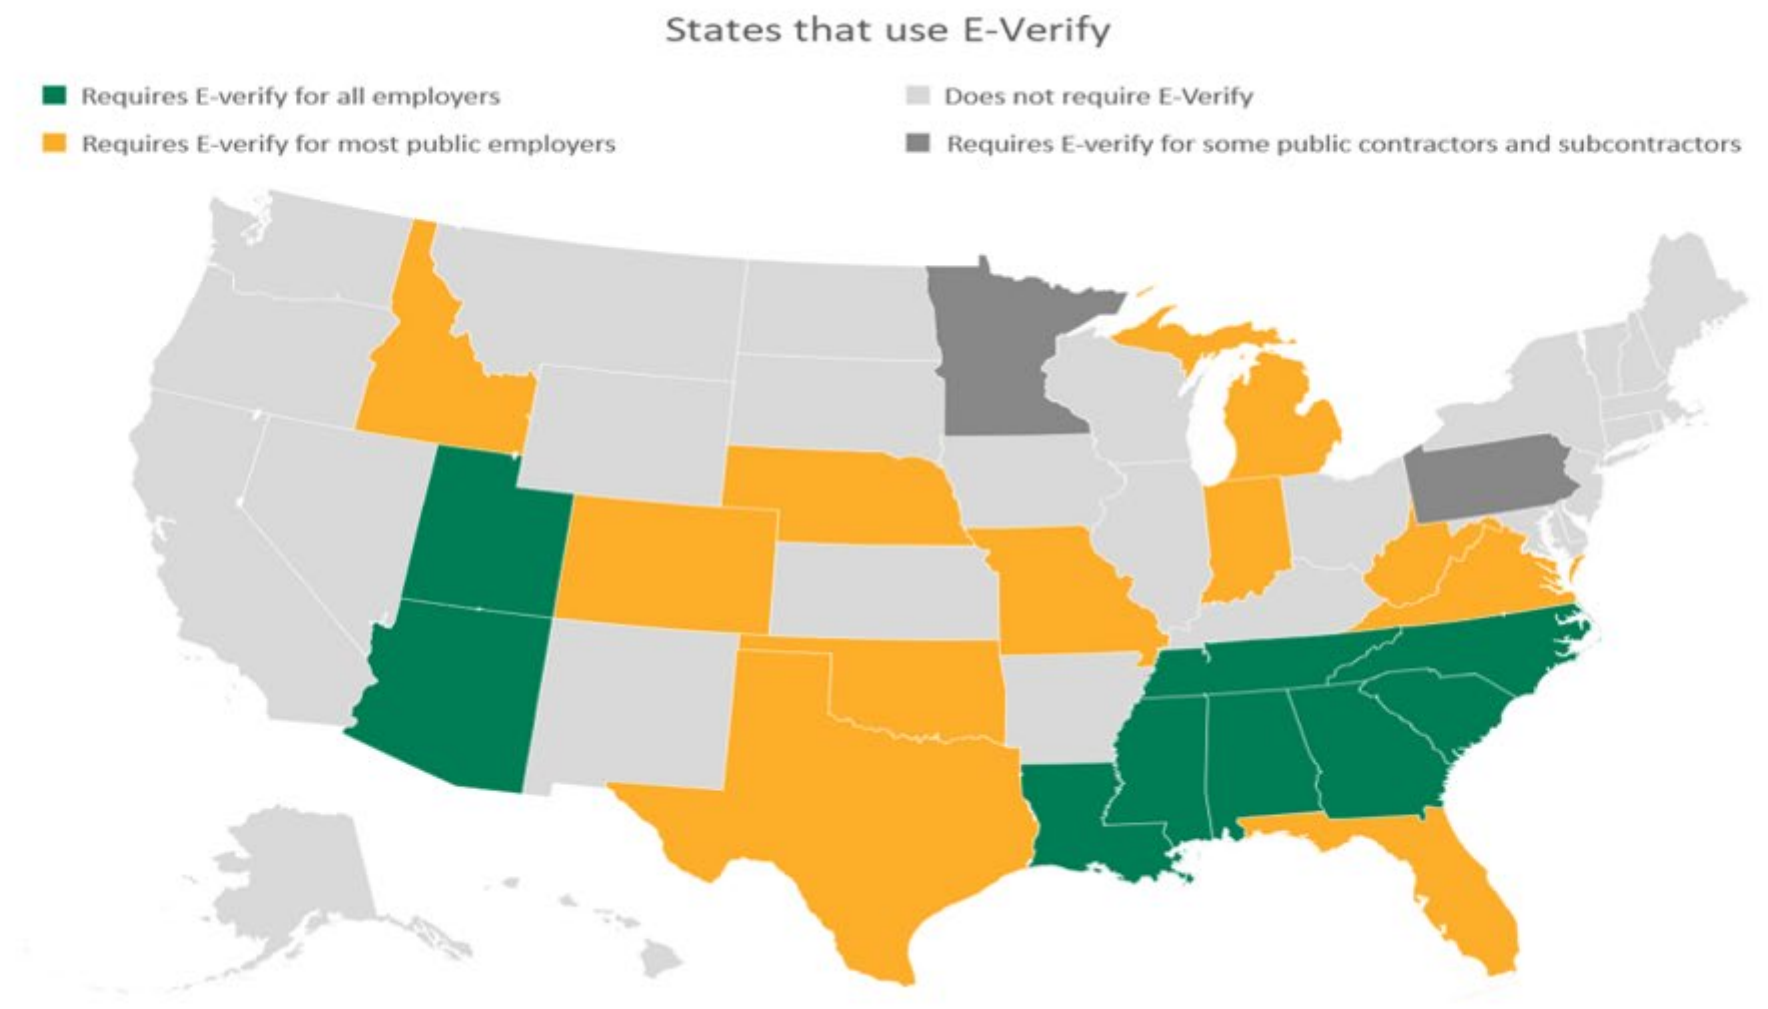 States that use E-Verify
Requires E-verify for all employers
Does not require E-Verify
Requires E-verify for most public employers
Requires E-verify for some public contractors and subcontractors